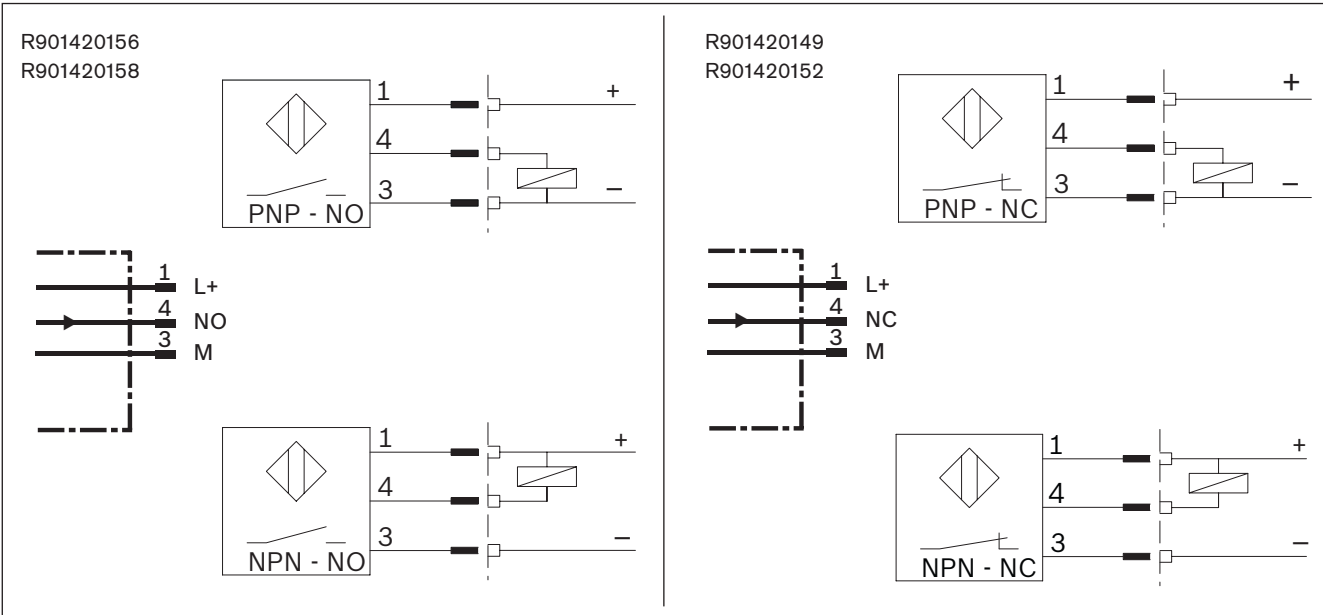 R901420156
R901420158
1
+
4
3
−
PNP - NO
1
L+
4
NO
3
M
1
+
4
3
−
NPN - NO
R901420149
R901420152
1
+
4
3
−
PNP - NC
1
L+
4
NC
3
M
1
+
4
3
−
NPN - NC